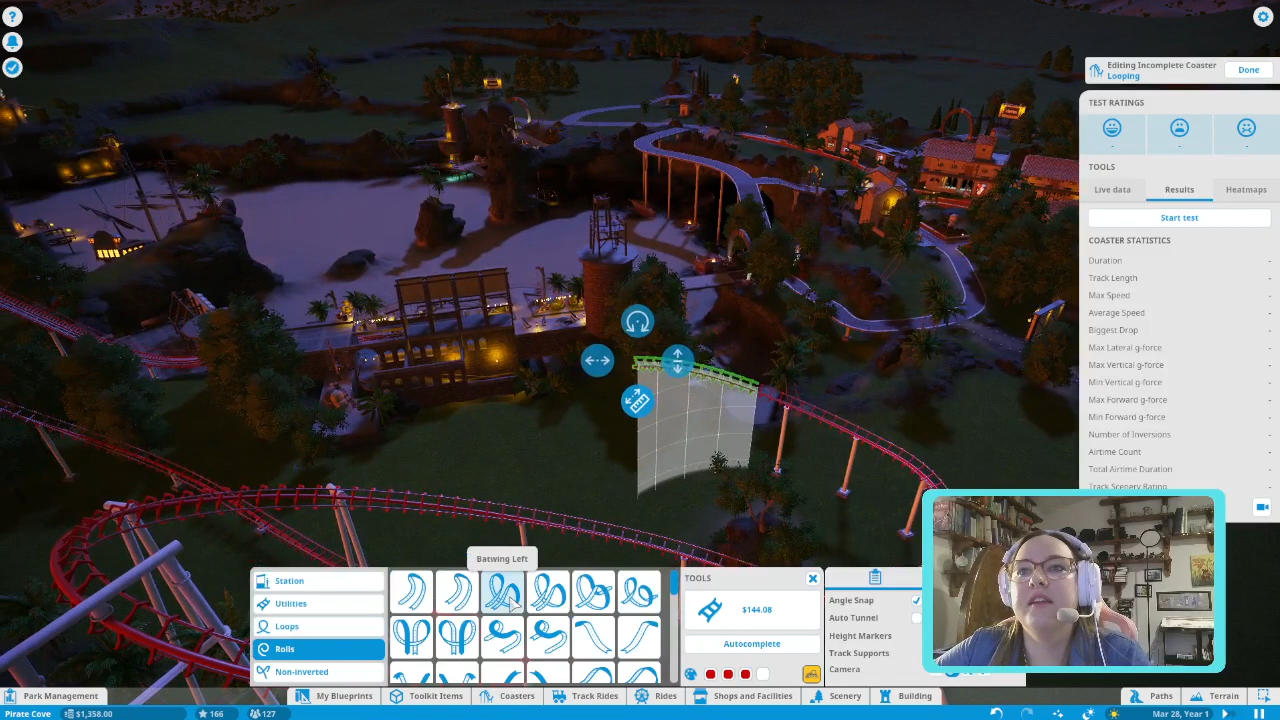 ?
Editing Incomplete Coaster
Looping
Done
TEST RATINGS
- - -
TOOLS
Live data Results Heatmaps
Start test
COASTER STATISTICS
Duration -
Track Length -
Max Speed -
Average Speed -
Biggest Drop -
Max Lateral g-force -
Max Vertical g-force -
Min Vertical g-force -
Max Forward g-force -
Min Forward g-force -
Number of Inversions -
Airtime Count -
Total Airtime Duration -
Track Scenery Rating -
Batwing Left
Station
Utilities
Loops
Rolls
Non-inverted
TOOLS
$144.08
Autocomplete
Angle Snap
Auto Tunnel
Height Markers
Track Supports
Camera
Park Management My Blueprints Toolkit Items Coasters Track Rides Rides Shops and Facilities Scenery Building Paths Terrain
Pirate Cove $1,358.00 166 127 Mar 28, Year 1